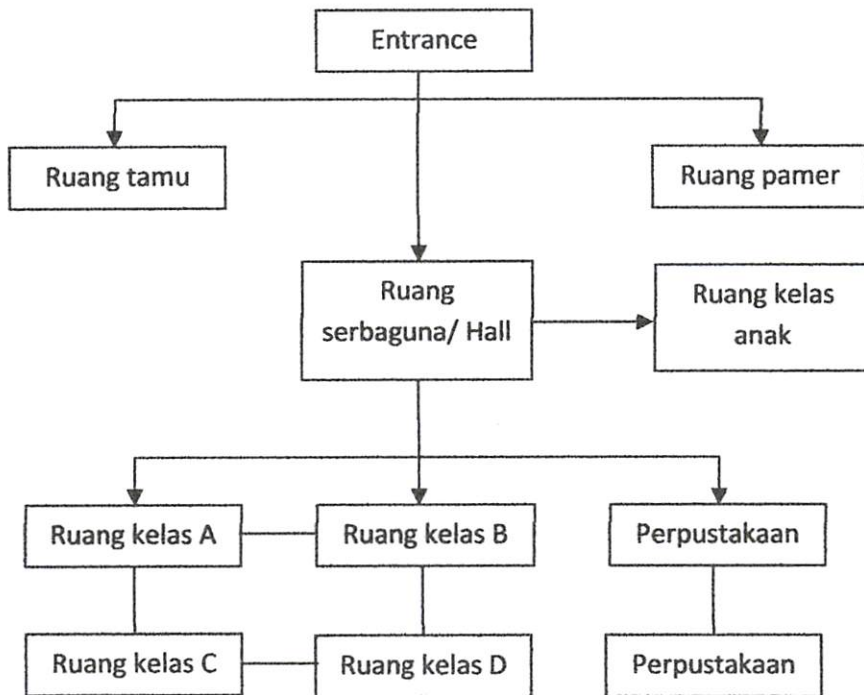 Entrance
Ruang tamu
Ruang pamer
Ruang
serbaguna/ Hall
Ruang kelas
anak
Ruang kelas A
Ruang kelas B
Perpustakaan
Ruang kelas C
Ruang kelas D
Perpustakaan